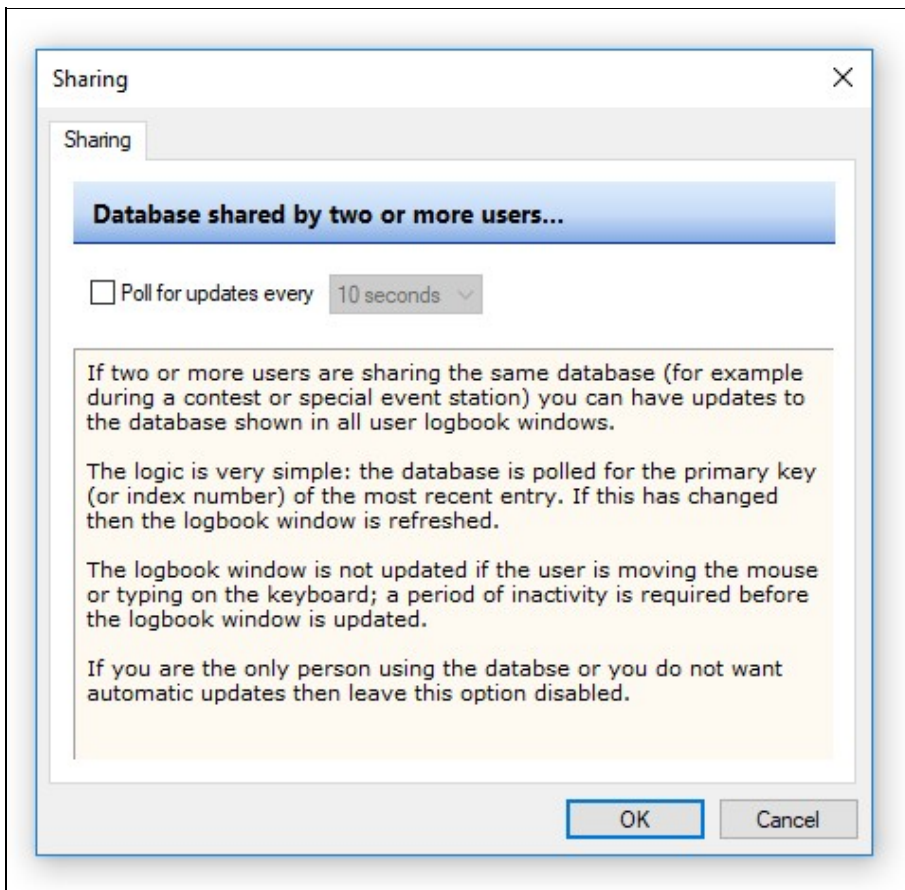 Sharing
Sharing
Database shared by two or more users...
Poll for updates every 10 seconds
If two or more users are sharing the same database (for example
during a contest or special event station) you can have updates to
the database shown in all user logbook windows.
The logic is very simple: the database is polled for the primary key
(or index number) of the most recent entry. If this has changed
then the logbook window is refreshed.
The logbook window is not updated if the user is moving the mouse
or typing on the keyboard; a period of inactivity is required before
the logbook window is updated.
If you are the only person using the databse or you do not want
automatic updates then leave this option disabled.
OK Cancel